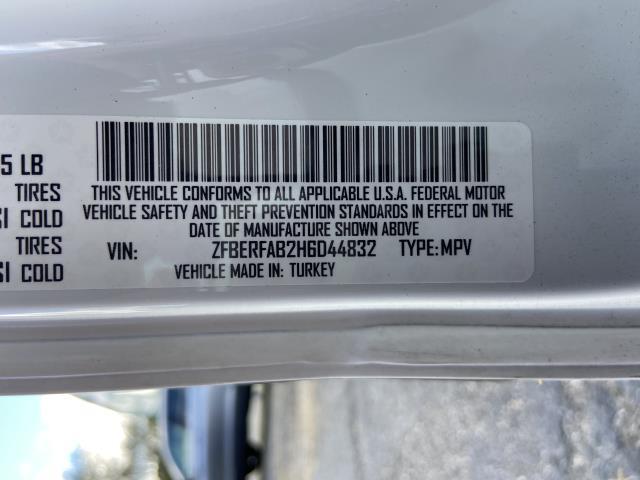 5 LB
TIRES
SI COLD
TIRES
SI COLD
THIS VEHICLE CONFORMS TO ALL APPLICABLE U.S.A. FEDERAL MOTOR
VEHICLE SAFETY AND THEFT PREVENTION STANDARDS IN EFFECT ON THE
DATE OF MANUFACTURE SHOWN ABOVE
VIN: ZFBERFAB2H6D44832 TYPE:MPV
VEHICLE MADE IN: TURKEY